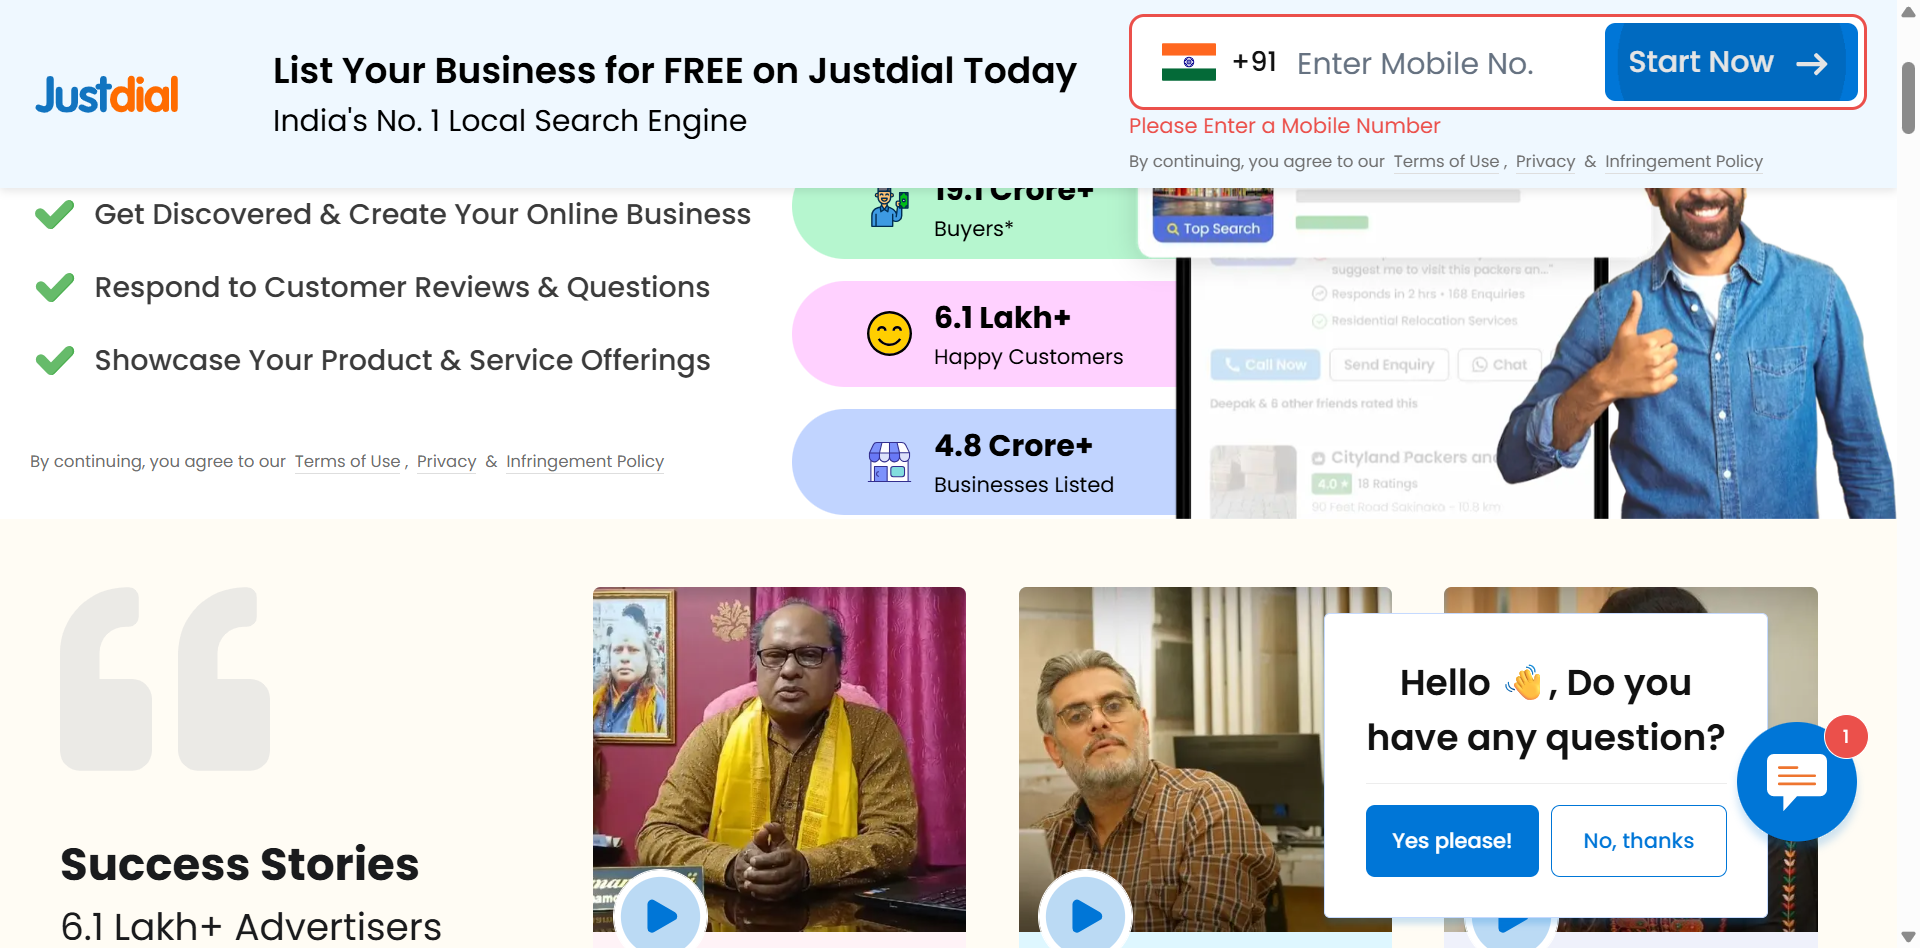 Justdial
List Your Business for FREE on Justdial Today
India's No. 1 Local Search Engine
+91 Enter Mobile No.
Start Now
Please Enter a Mobile Number
By continuing, you agree to our Terms of Use , Privacy & Infringement Policy
Get Discovered & Create Your Online Business
Respond to Customer Reviews & Questions
Showcase Your Product & Service Offerings
By continuing, you agree to our Terms of Use , Privacy & Infringement Policy
19.1 Crore+
Buyers*
6.1 Lakh+
Happy Customers
4.8 Crore+
Businesses Listed
Top Search
suggest me to visit this packers an..."
Responds in 2 hrs • 168 Enquiries
Residential Relocation Services
Call Now
Send Enquiry
Chat
Deepak & 6 other friends rated this
Cityland Packers and
4.0 ★ 18 Ratings
90 Feet Road Sakinaka - 10.8 km
Success Stories
6.1 Lakh+ Advertisers
Hello 👋 , Do you
have any question?
Yes please!
No, thanks
1